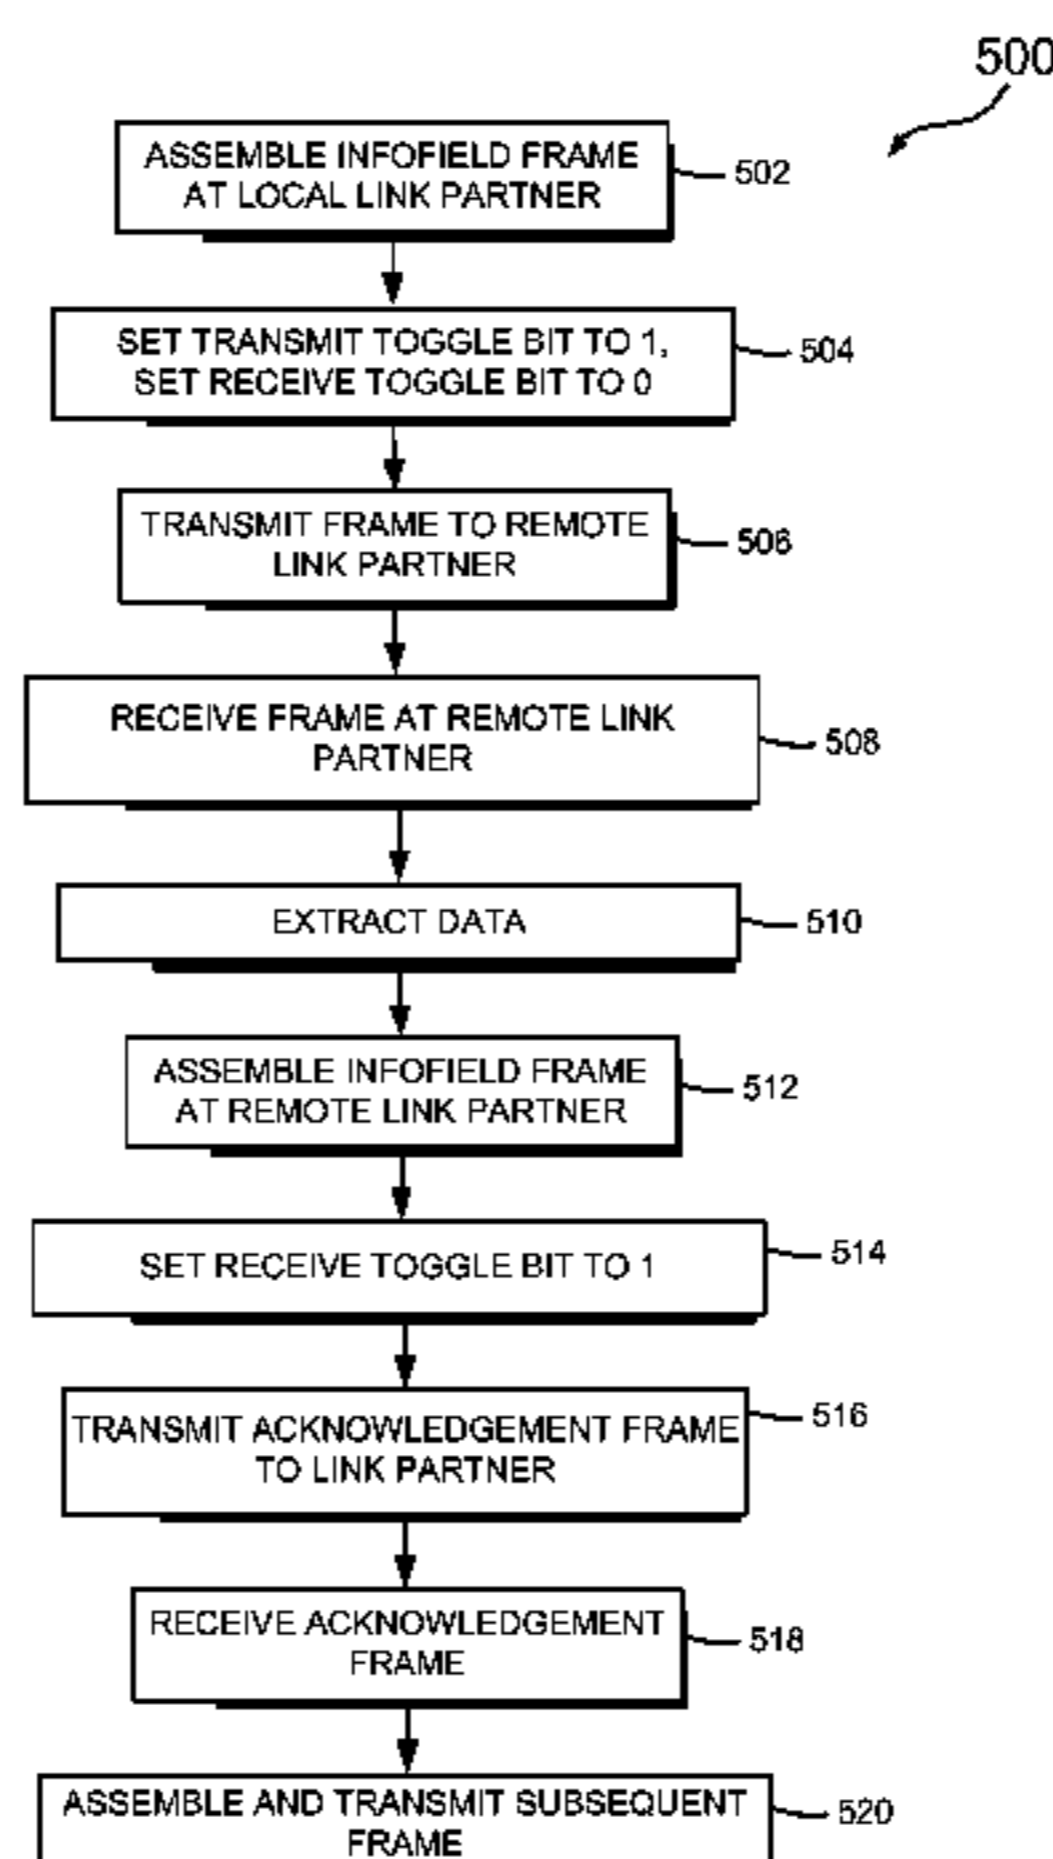 500
ASSEMBLE INFOFIELD FRAME
AT LOCAL LINK PARTNER
502
SET TRANSMIT TOGGLE BIT TO 1,
SET RECEIVE TOGGLE BIT TO 0
504
TRANSMIT FRAME TO REMOTE
LINK PARTNER
506
RECEIVE FRAME AT REMOTE LINK
PARTNER
508
EXTRACT DATA
510
ASSEMBLE INFOFIELD FRAME
AT REMOTE LINK PARTNER
512
SET RECEIVE TOGGLE BIT TO 1
514
TRANSMIT ACKNOWLEDGEMENT FRAME
TO LINK PARTNER
516
RECEIVE ACKNOWLEDGEMENT
FRAME
518
ASSEMBLE AND TRANSMIT SUBSEQUENT
FRAME
520